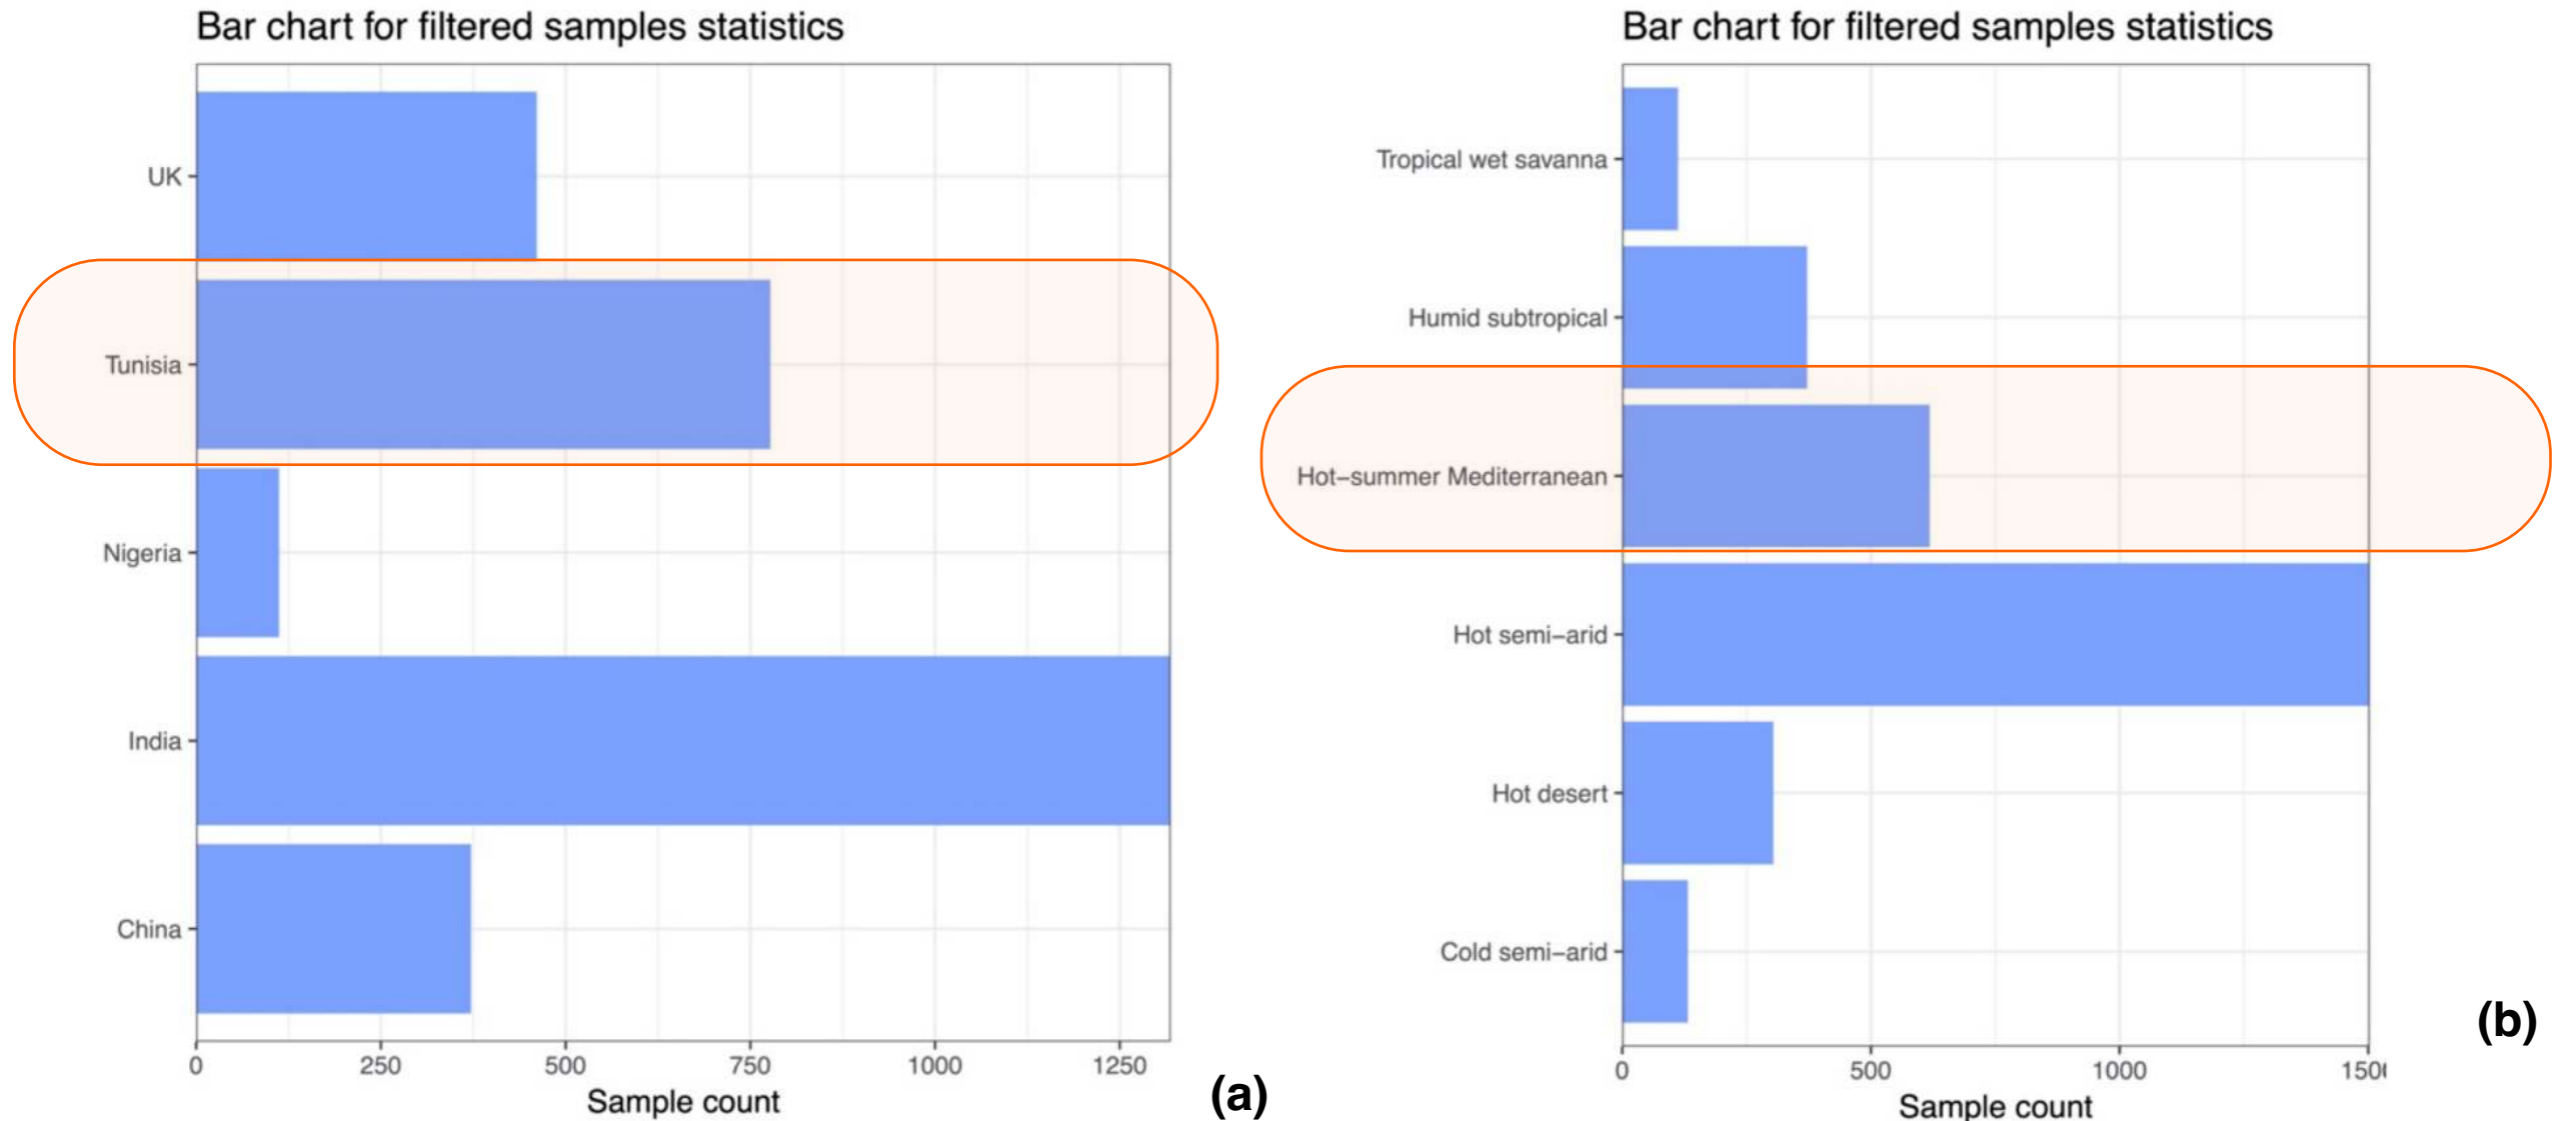 Bar chart for filtered samples statistics
UK
Tunisia
Nigeria
India
China
0 250 500 750 1000 1250
Sample count
(a)
Bar chart for filtered samples statistics
Tropical wet savanna
Humid subtropical
Hot−summer Mediterranean
Hot semi−arid
Hot desert
Cold semi−arid
0 500 1000 150
Sample count
(b)